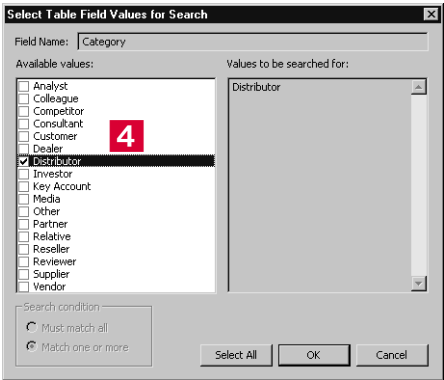 Select Table Field Values for Search
Field Name: Category
Available values:
Values to be searched for:
Analyst
Colleague
Competitor
Consultant
Customer
Dealer
Distributor
Investor
Key Account
Media
Other
Partner
Relative
Reseller
Reviewer
Supplier
Vendor
4
Distributor
Search condition
Must match all
Match one or more
Select All
OK
Cancel